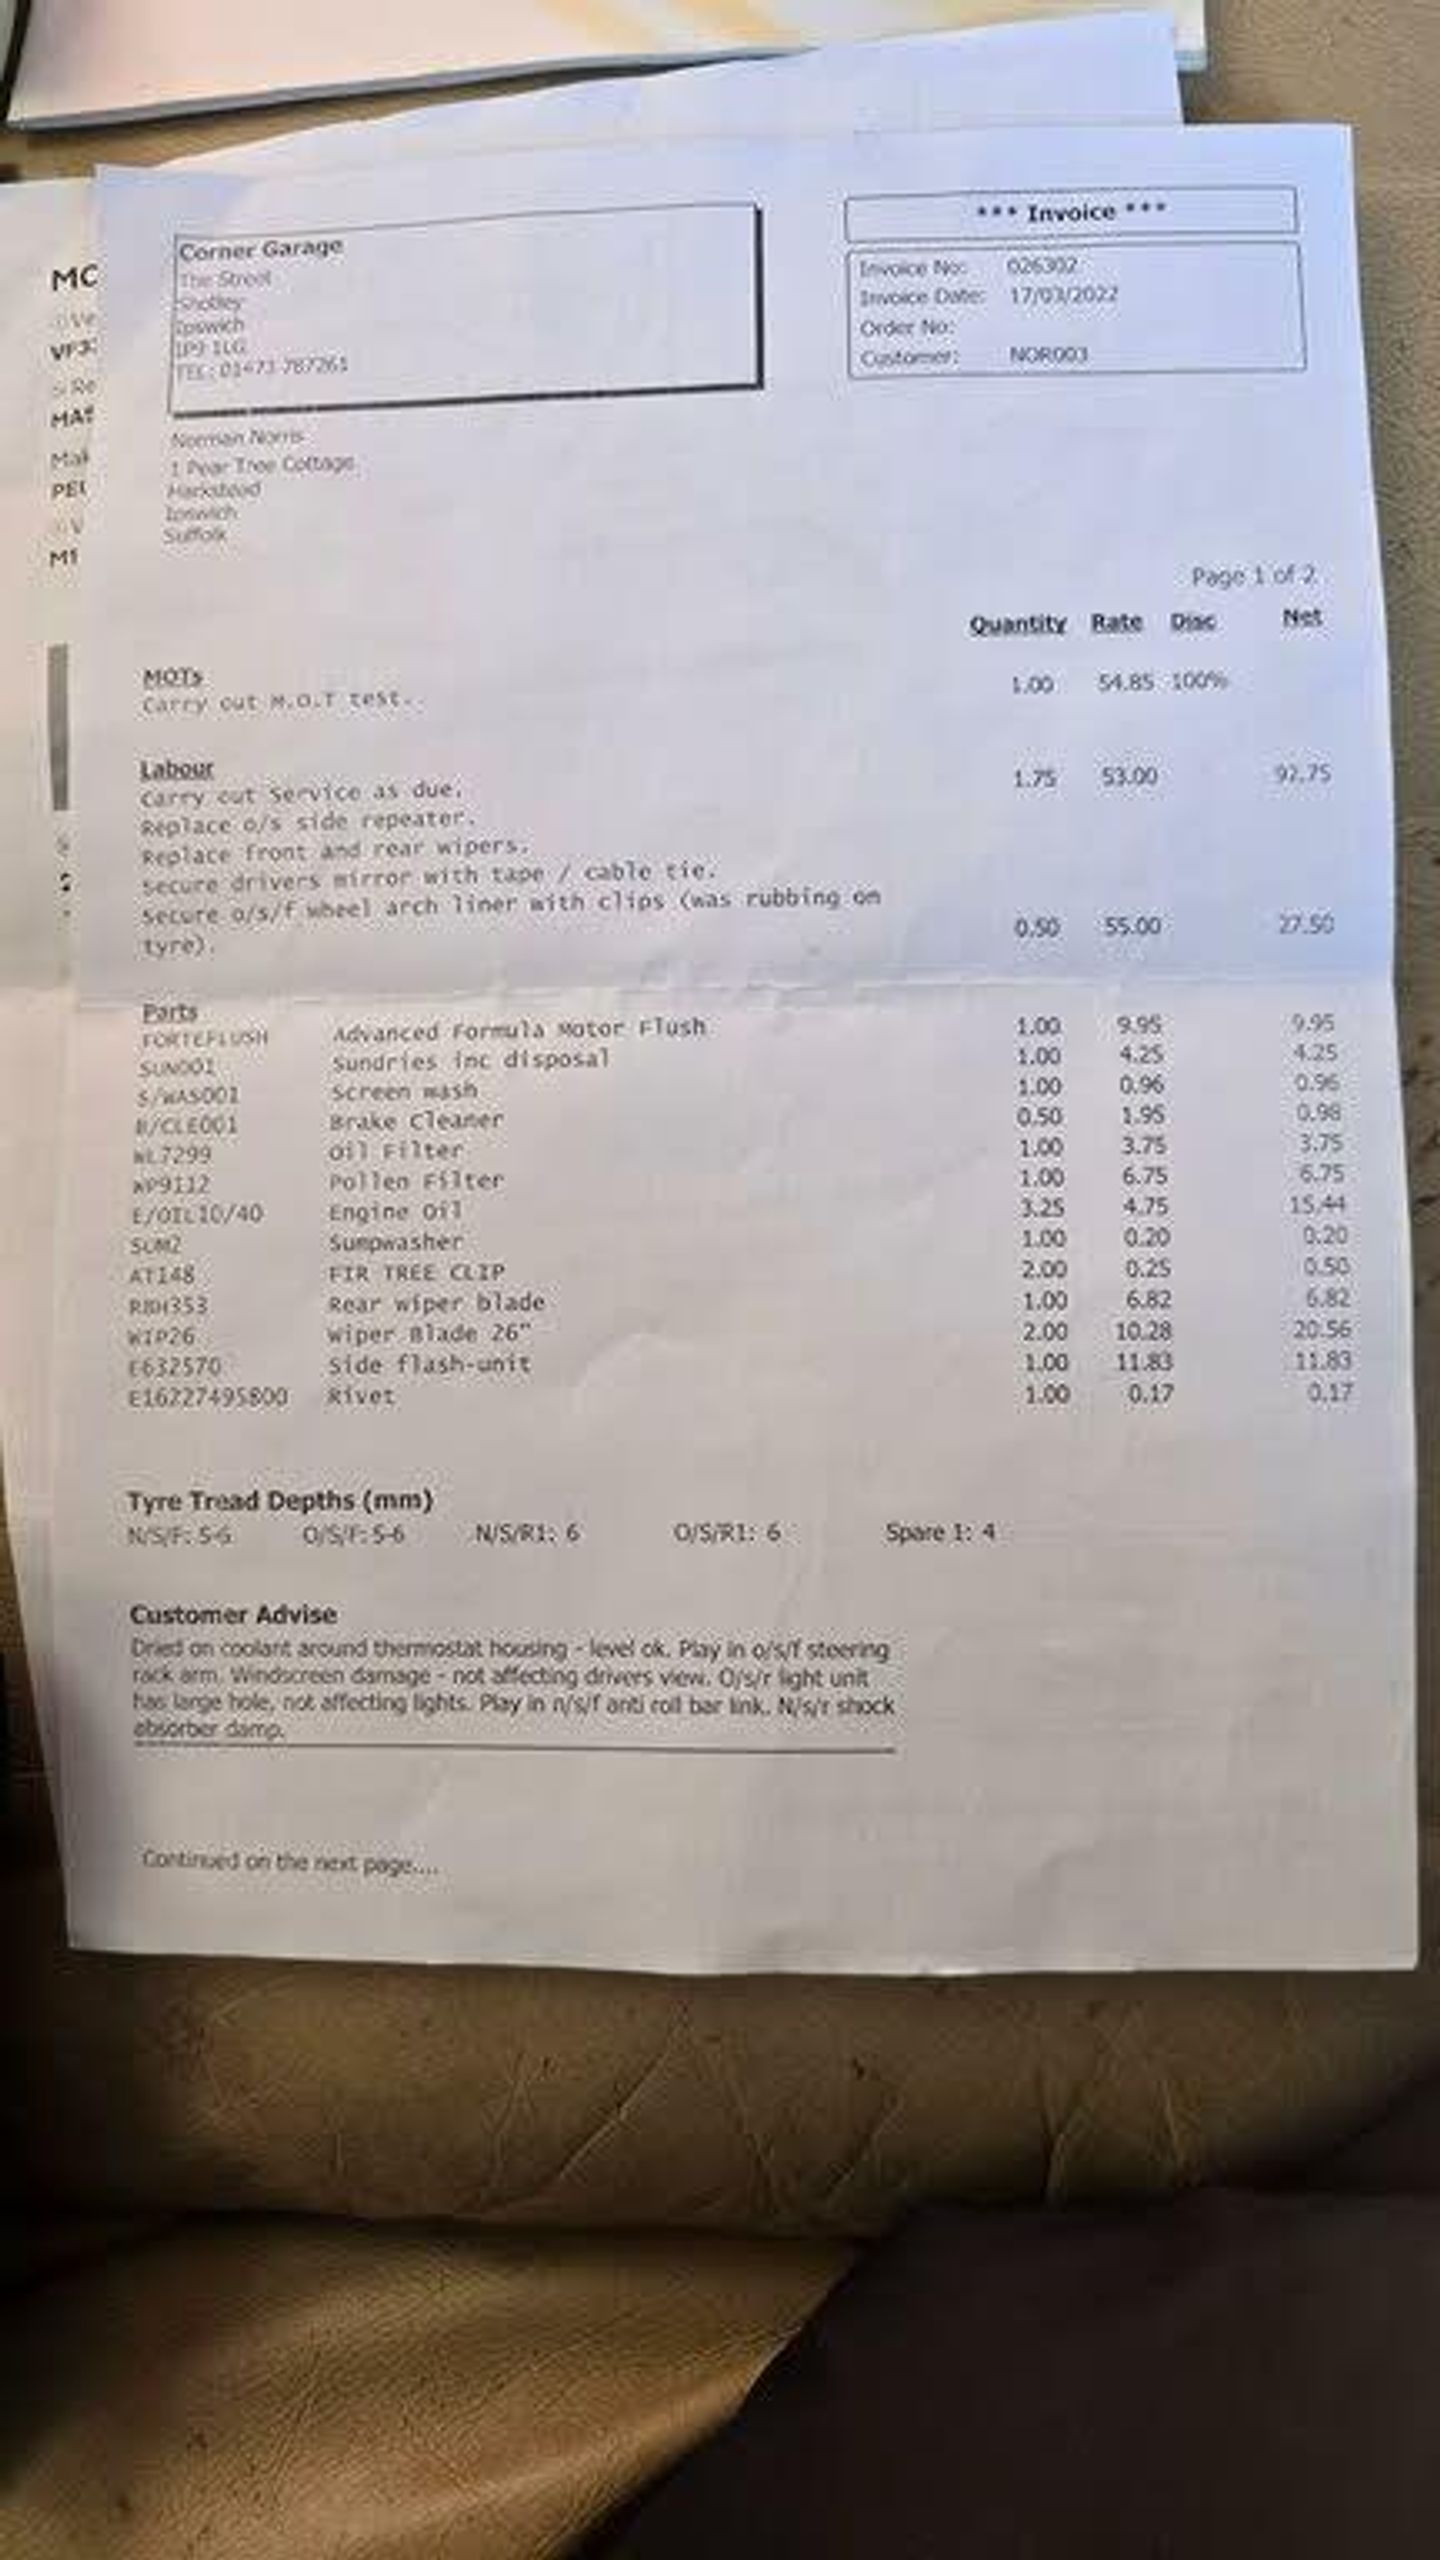 *** Invoice ***
Corner Garage
The Street
Shotley
Ipswich
IP9 1LG
TEL: 01473 787261
Invoice No: 026302
Invoice Date: 17/03/2022
Order No:
Customer: NOR003
Norman Norris
1 Pear Tree Cottage
Harkstead
Ipswich
Suffolk
MC
VF3
Re
MAT
Mak
PEU
V
M1
Page 1 of 2
Quantity Rate Disc Net
MOTs
Carry out M.O.T test.. 1.00 54.85 100%
Labour
Carry out Service as due. 1.75 53.00 92.75
Replace o/s side repeater.
Replace front and rear wipers.
Secure drivers mirror with tape / cable tie.
Secure o/s/f wheel arch liner with clips (was rubbing on
tyre). 0.50 55.00 27.50
Parts
FORTEFLUSH Advanced Formula Motor Flush 1.00 9.95 9.95
SUN001 Sundries inc disposal 1.00 4.25 4.25
S/WAS001 Screen wash 1.00 0.96 0.96
B/CLE001 Brake Cleaner 0.50 1.95 0.98
WL7299 Oil Filter 1.00 3.75 3.75
WP9112 Pollen Filter 1.00 6.75 6.75
E/OIL10/40 Engine Oil 3.25 4.75 15.44
SUM2 Sumpwasher 1.00 0.20 0.20
AT148 FIR TREE CLIP 2.00 0.25 0.50
RBH353 Rear wiper blade 1.00 6.82 6.82
WIP26 Wiper Blade 26" 2.00 10.28 20.56
E632570 Side flash-unit 1.00 11.83 11.83
E16227495800 Rivet 1.00 0.17 0.17
Tyre Tread Depths (mm)
N/S/F: 5-6 O/S/F: 5-6 N/S/R1: 6 O/S/R1: 6 Spare 1: 4
Customer Advise
Dried on coolant around thermostat housing - level ok. Play in o/s/f steering
rack arm. Windscreen damage - not affecting drivers view. O/s/r light unit
has large hole, not affecting lights. Play in n/s/f anti roll bar link. N/s/r shock
absorber damp.
Continued on the next page....